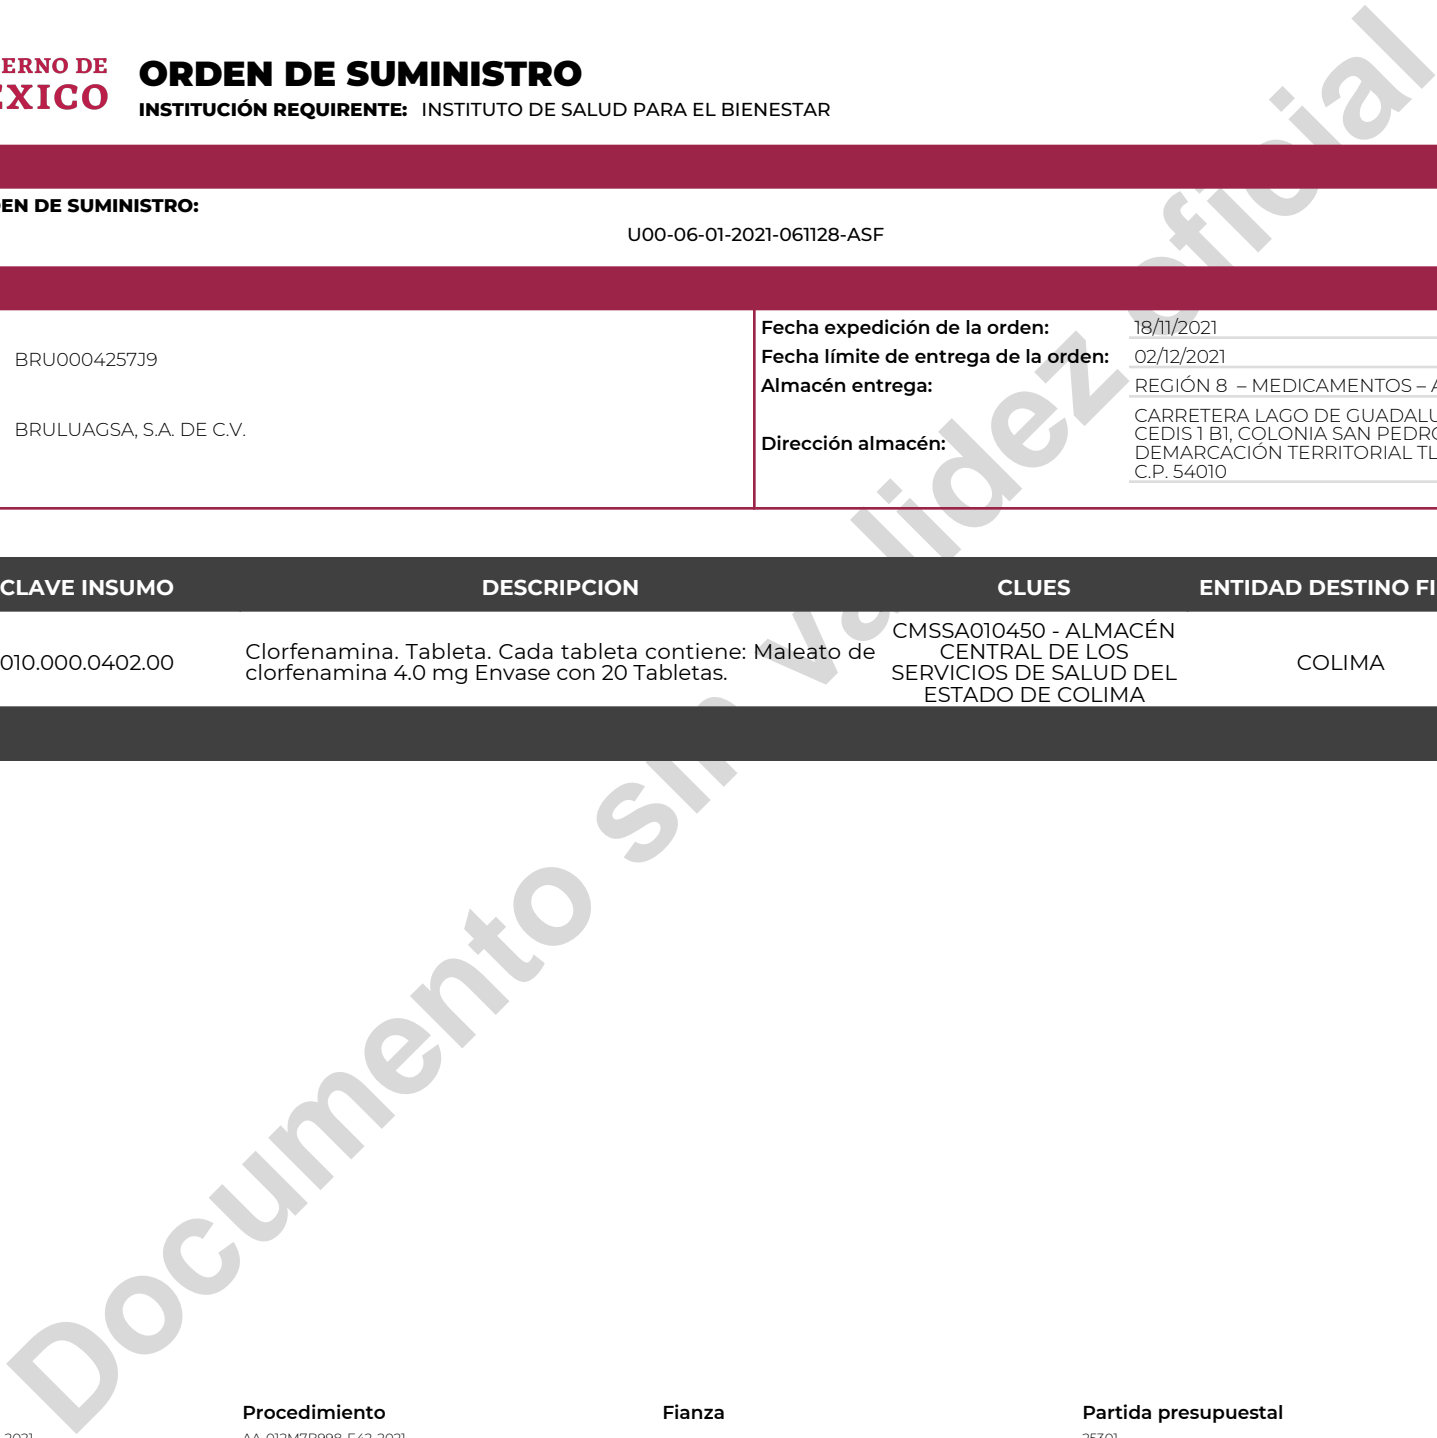 ERNO DE
ORDEN DE SUMINISTRO
XICO
INSTITUCIÓN REQUIRENTE: INSTITUTO DE SALUD PARA EL BIENESTAR
EN DE SUMINISTRO:
U00-06-01-2021-061128-ASF
BRU0004257J9
BRULUAGSA, S.A. DE C.V.
Fecha expedición de la orden: 18/11/2021
Fecha límite de entrega de la orden: 02/12/2021
Almacén entrega: REGIÓN 8 – MEDICAMENTOS – A
Dirección almacén:
CARRETERA LAGO DE GUADALU
CEDIS 1 B1, COLONIA SAN PEDRO
DEMARCACIÓN TERRITORIAL TL
C.P. 54010
CLAVE INSUMO DESCRIPCION CLUES ENTIDAD DESTINO FI
010.000.0402.00
Clorfenamina. Tableta. Cada tableta contiene: Maleato de
clorfenamina 4.0 mg Envase con 20 Tabletas.
CMSSA010450 - ALMACÉN
CENTRAL DE LOS
SERVICIOS DE SALUD DEL
ESTADO DE COLIMA
COLIMA
Documento sin validez oficial
Procedimiento Fianza Partida presupuestal